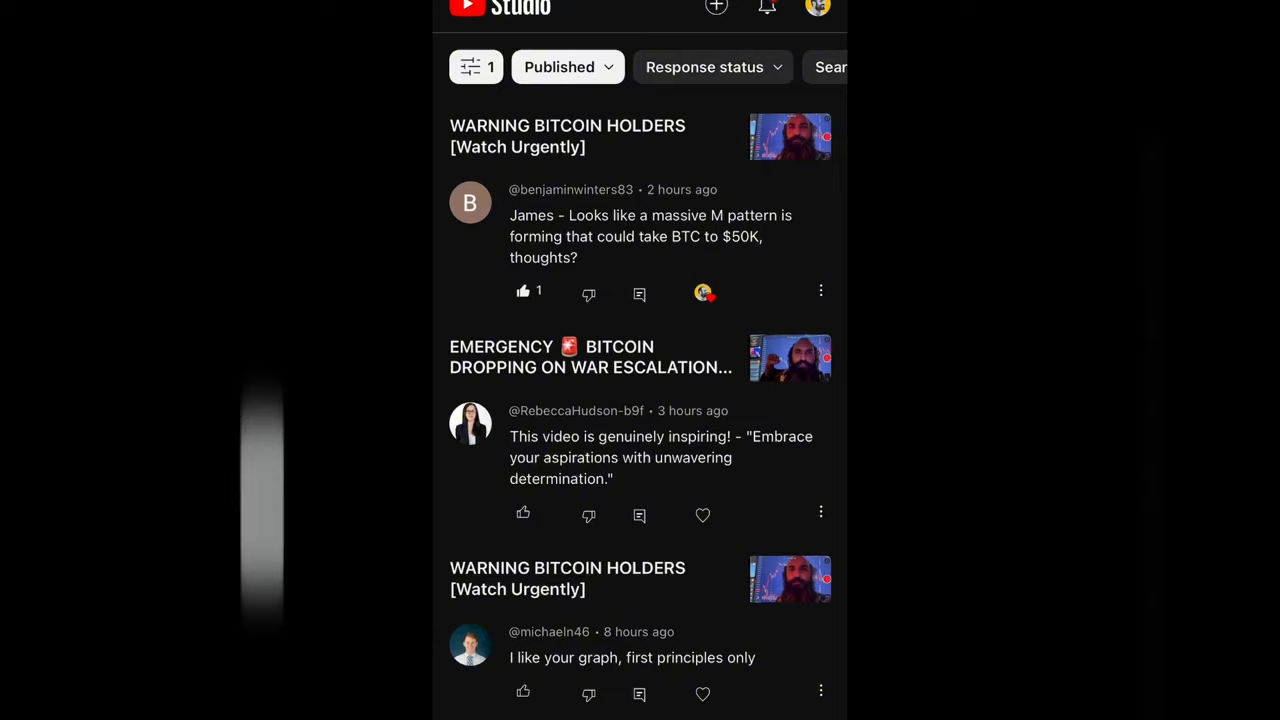 Studio
1 Published Response status Sear
WARNING BITCOIN HOLDERS
[Watch Urgently]
B
@benjaminwinters83 • 2 hours ago
James - Looks like a massive M pattern is
forming that could take BTC to $50K,
thoughts?
1
EMERGENCY 🚨 BITCOIN
DROPPING ON WAR ESCALATION...
@RebeccaHudson-b9f • 3 hours ago
This video is genuinely inspiring! - "Embrace
your aspirations with unwavering
determination."
WARNING BITCOIN HOLDERS
[Watch Urgently]
@michaeln46 • 8 hours ago
I like your graph, first principles only